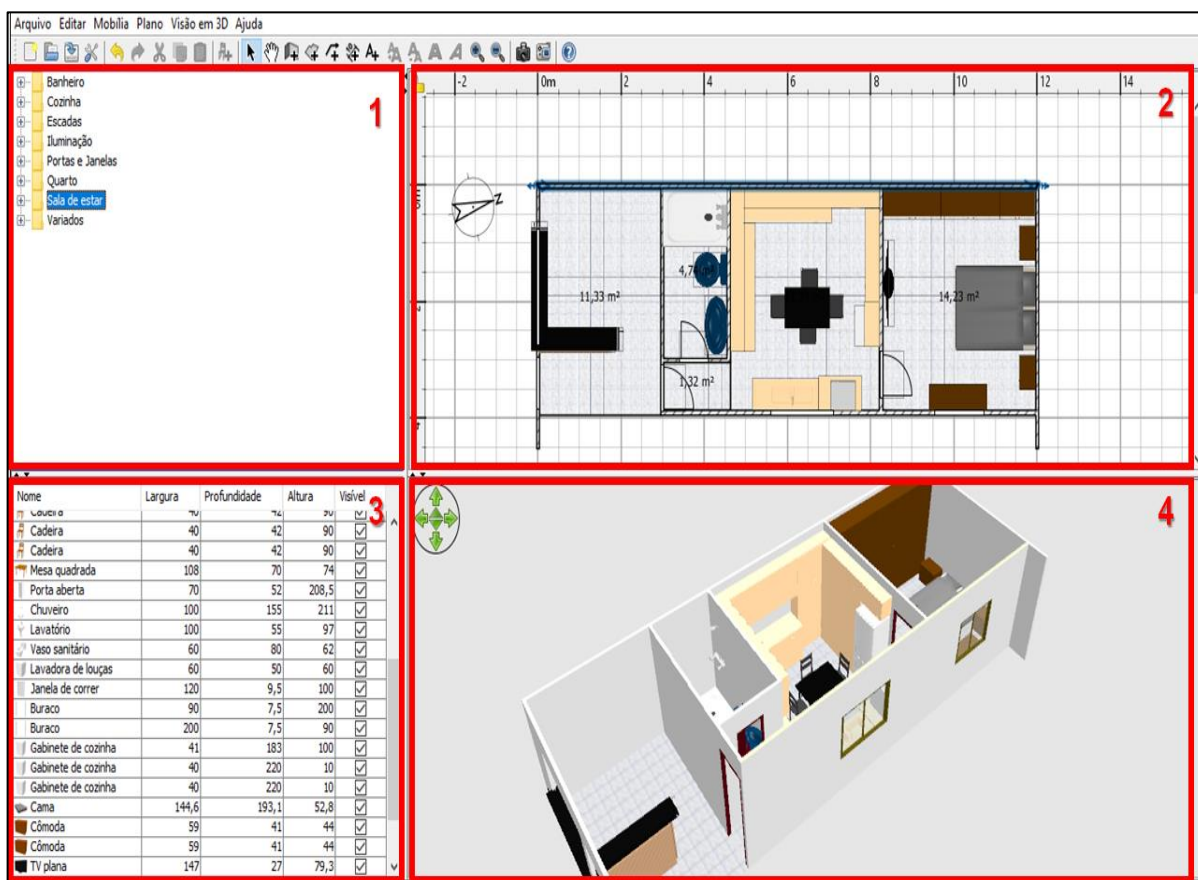 Arquivo Editar Mobília Plano Visão em 3D Ajuda
Banheiro
Cozinha
Escadas
Iluminação
Portas e Janelas
Quarto
Sala de estar
Variados
1
-2 0m 2 4 6 8 10 12 14
2
N
11,33 m²
4,74 m²
14,23 m²
1,32 m²
Nome Largura Profundidade Altura Visível
3
Cadeira 40 42 90
Cadeira 40 42 90
Cadeira 40 42 90
Mesa quadrada 108 70 74
Porta aberta 70 52 208,5
Chuveiro 100 155 211
Lavatório 100 55 97
Vaso sanitário 60 80 62
Lavadora de louças 60 50 60
Janela de correr 120 9,5 100
Buraco 90 7,5 200
Buraco 200 7,5 90
Gabinete de cozinha 41 183 100
Gabinete de cozinha 40 220 10
Gabinete de cozinha 40 220 10
Cama 144,6 193,1 52,8
Cômoda 59 41 44
Cômoda 59 41 44
TV plana 147 27 79,3
4